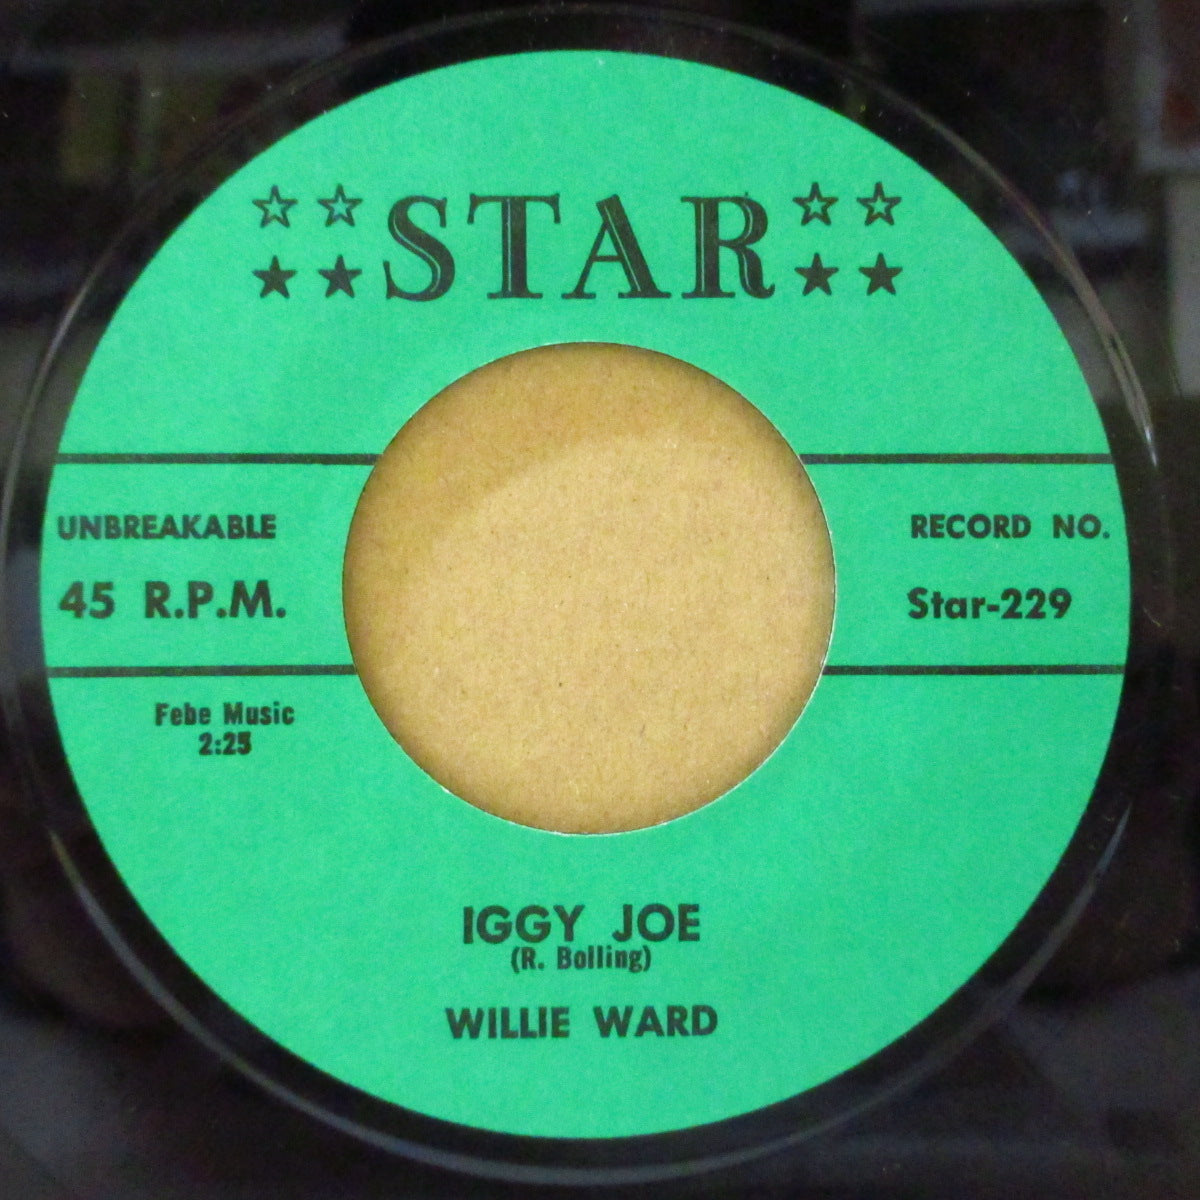 STAR
UNBREAKABLE
45 R.P.M.
RECORD NO.
Star-229
Febe Music
2:25
IGGY JOE
(R. Bolling)
WILLIE WARD